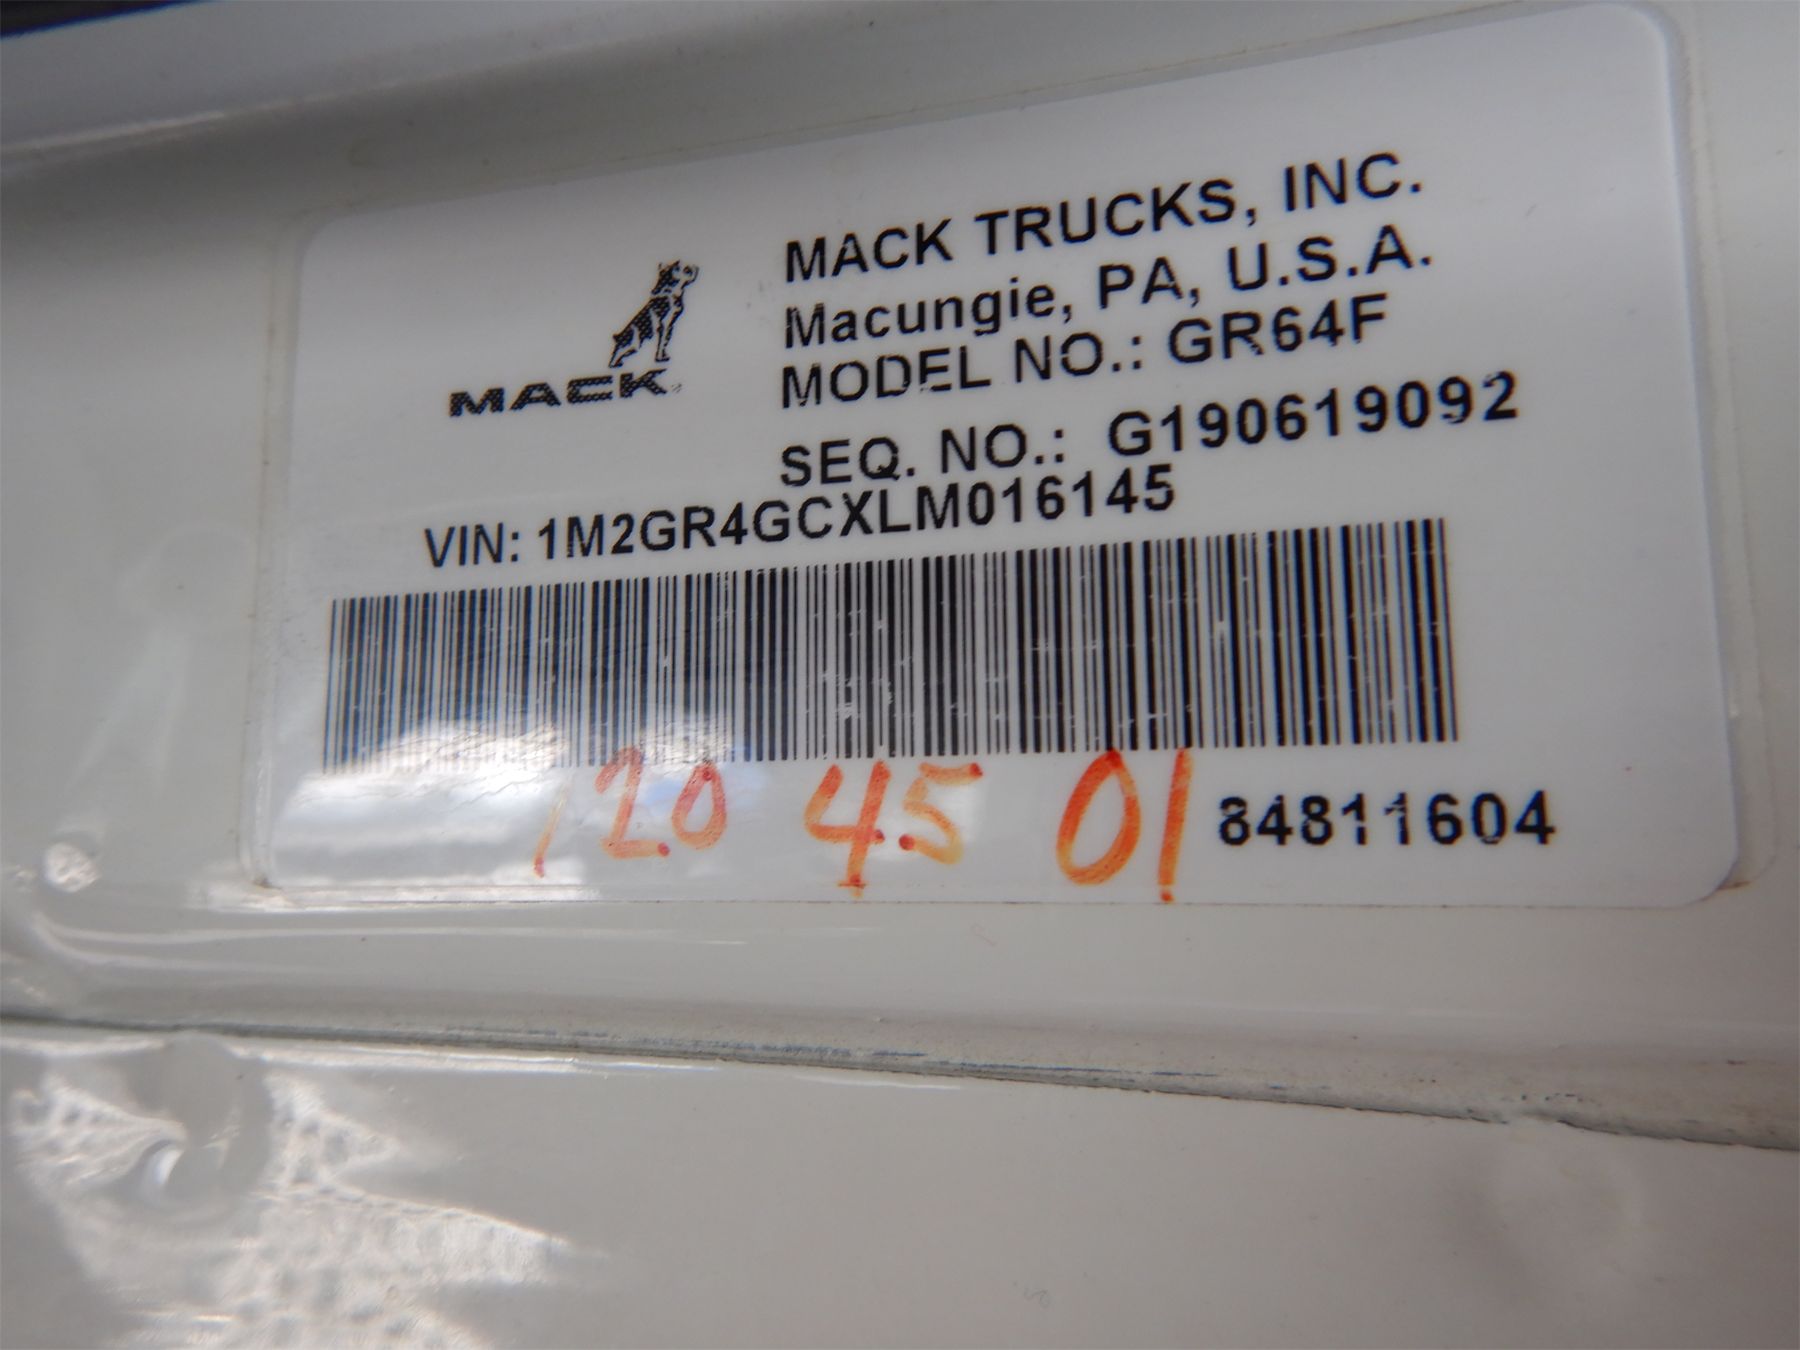 MACK TRUCKS, INC.
Macungie, PA, U.S.A.
MACK
MODEL NO.: GR64F
SEQ. NO.: G190619092
VIN: 1M2GR4GCXLM016145
120 45 01
84811604